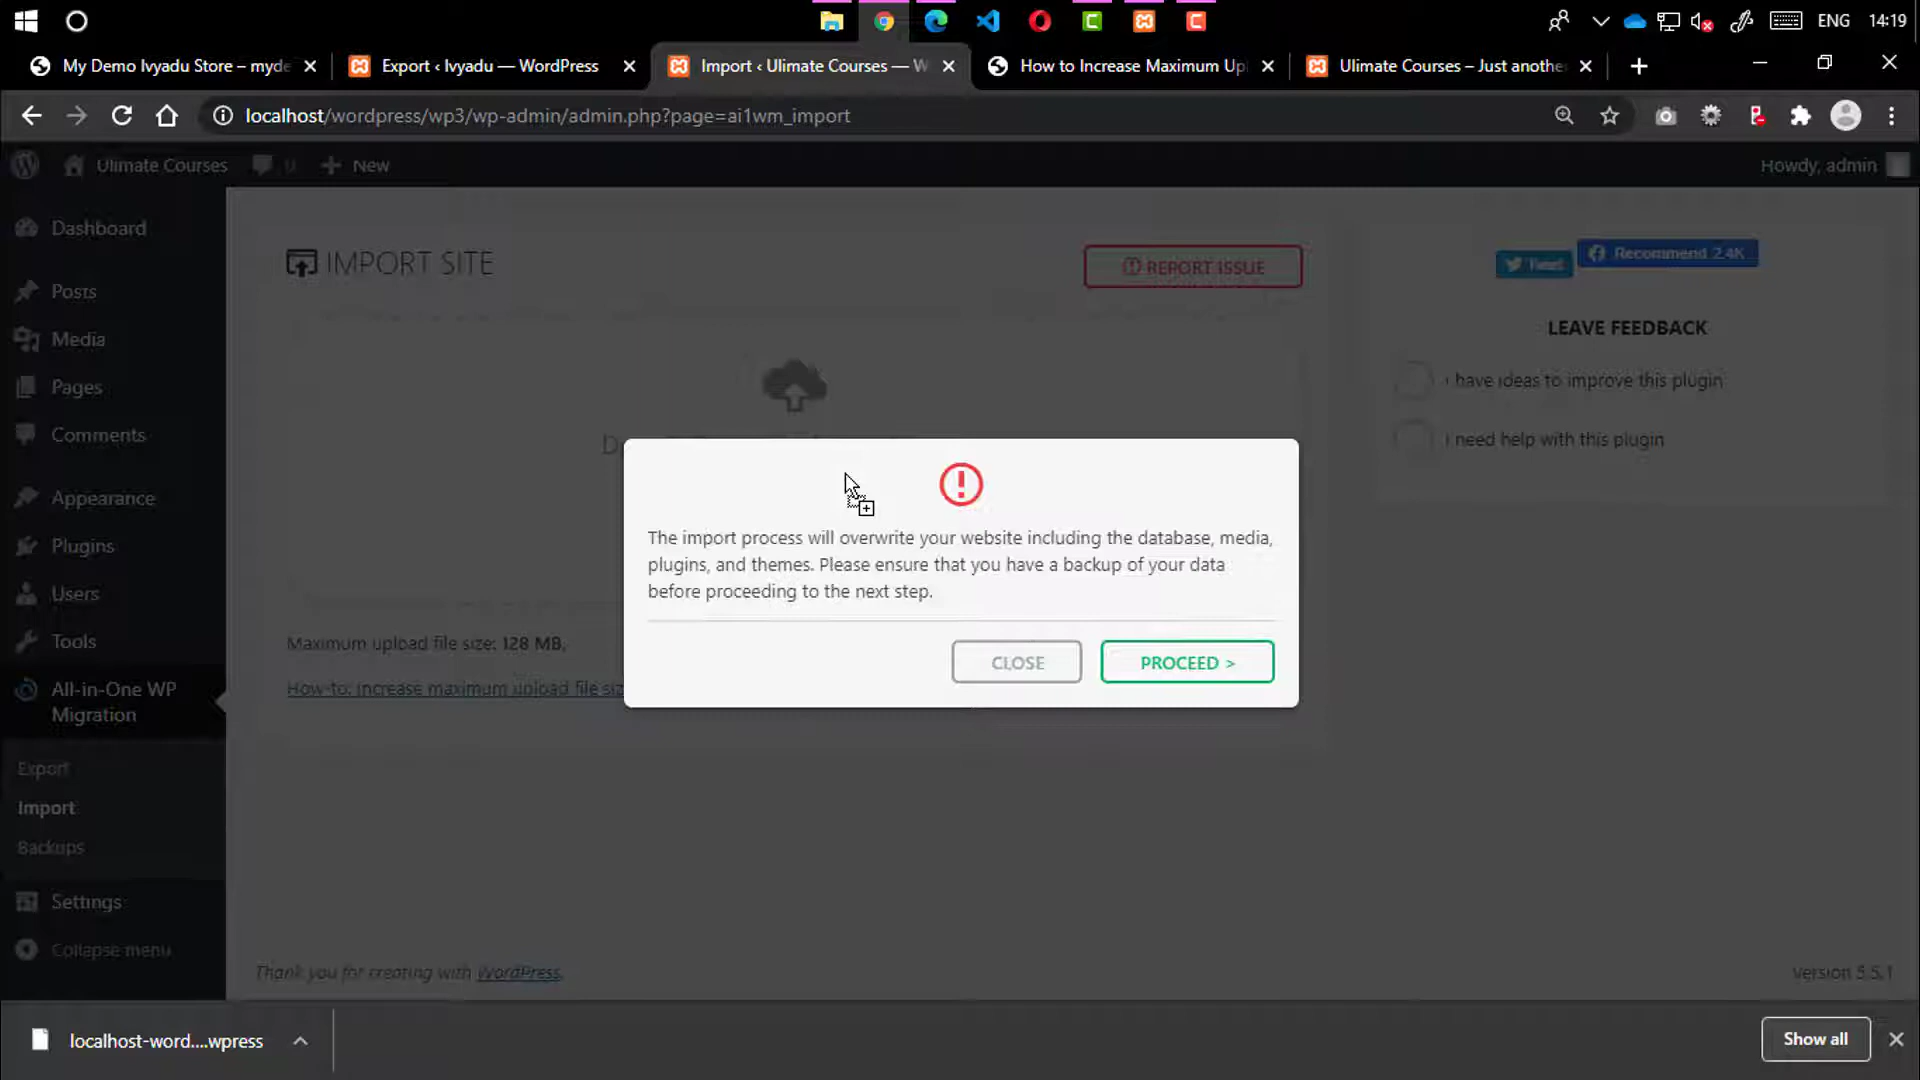 ENG 14:19
My Demo Ivyadu Store – myde
Export ‹ Ivyadu — WordPress
Import ‹ Ulimate Courses — W
How to Increase Maximum Up
Ulimate Courses – Just anothe
localhost/wordpress/wp3/wp-admin/admin.php?page=ai1wm_import
Ulimate Courses
0
New
Howdy, admin
Dashboard
Posts
Media
Pages
Comments
Appearance
Plugins
Users
Tools
All-in-One WP
Migration
Export
Import
Backups
Settings
Collapse menu
IMPORT SITE
REPORT ISSUE
Tweet
Recommend 2.4K
LEAVE FEEDBACK
I have ideas to improve this plugin
I need help with this plugin
The import process will overwrite your website including the database, media,
plugins, and themes. Please ensure that you have a backup of your data
before proceeding to the next step.
CLOSE
PROCEED >
Maximum upload file size: 128 MB.
How-to: Increase maximum upload file siz
Thank you for creating with WordPress.
Version 5.5.1
localhost-word....wpress
Show all